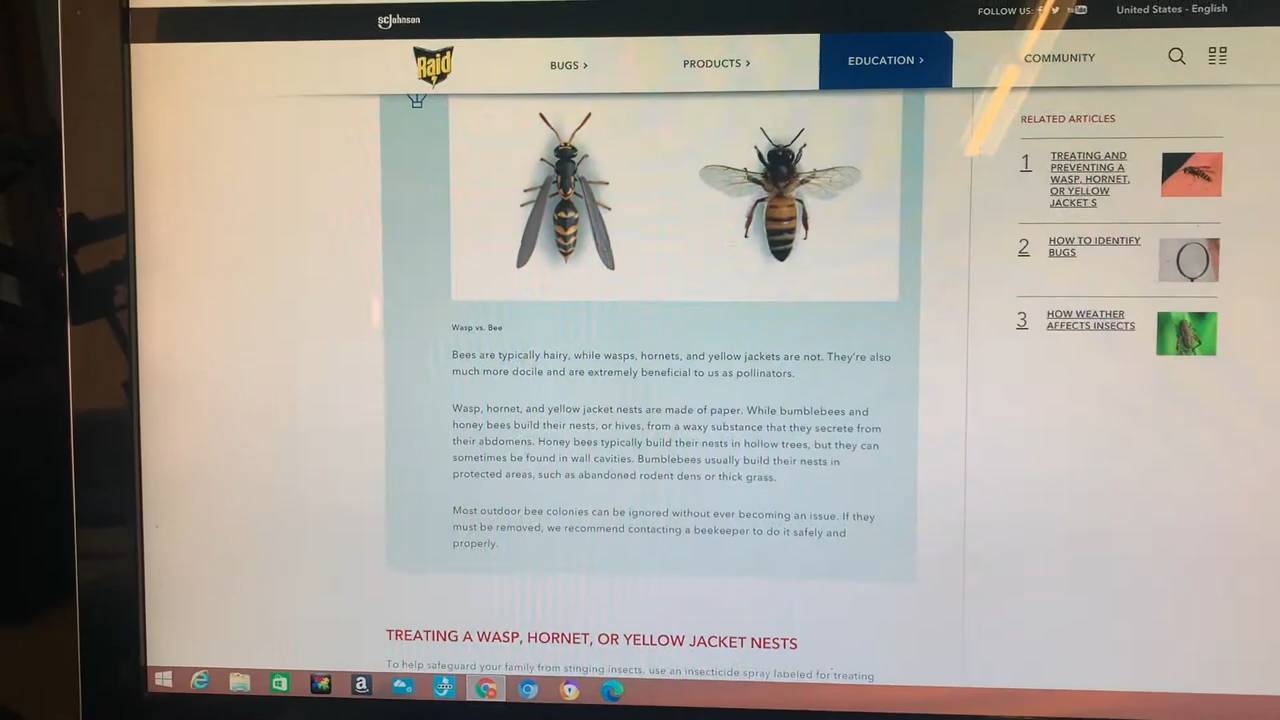 SC Johnson
FOLLOW US:
United States - English
Raid
BUGS >
PRODUCTS >
EDUCATION >
COMMUNITY
Wasp vs. Bee
Bees are typically hairy, while wasps, hornets, and yellow jackets are not. They're also
much more docile and are extremely beneficial to us as pollinators.
Wasp, hornet, and yellow jacket nests are made of paper. While bumblebees and
honey bees build their nests, or hives, from a waxy substance that they secrete from
their abdomens. Honey bees typically build their nests in hollow trees, but they can
sometimes be found in wall cavities. Bumblebees usually build their nests in
protected areas, such as abandoned rodent dens or thick grass.
Most outdoor bee colonies can be ignored without ever becoming an issue. If they
must be removed, we recommend contacting a beekeeper to do it safely and
properly.
TREATING A WASP, HORNET, OR YELLOW JACKET NESTS
To help safeguard your family from stinging insects, use an insecticide spray labeled for treating
RELATED ARTICLES
1
TREATING AND
PREVENTING A
WASP, HORNET,
OR YELLOW
JACKET S
2
HOW TO IDENTIFY
BUGS
3
HOW WEATHER
AFFECTS INSECTS